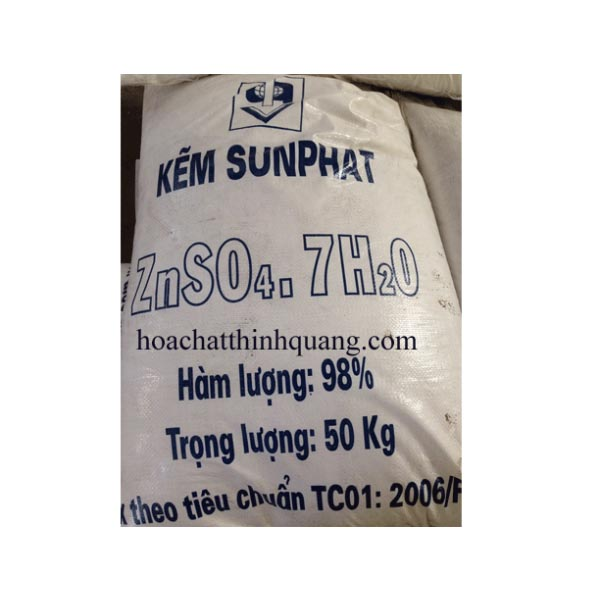 KẼM SUNPHAT
ZnSO₄. 7H₂O
hoachatthinhquang.com
Hàm lượng: 98%
Trọng lượng: 50 Kg
theo tiêu chuẩn TC01: 2006/